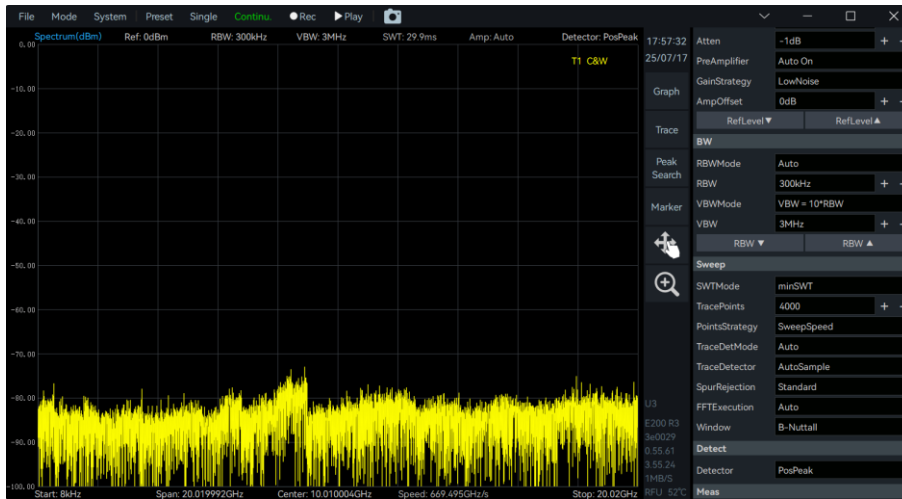 File Mode System Preset Single Continu. Rec Play
Spectrum(dBm) Ref: 0dBm RBW: 300kHz VBW: 3MHz SWT: 29.9ms Amp: Auto Detector: PosPeak
T1 C&W
0.00
-10.00
-20.00
-30.00
-40.00
-50.00
-60.00
-70.00
-80.00
-90.00
-100.00
Start: 8kHz Span: 20.019992GHz Center: 10.010004GHz Speed: 669.495GHz/s Stop: 20.02GHz
17:57:32
25/07/17
Graph
Trace
Peak
Search
Marker
U3
E200 R3
3e0029
0.55.61
3.55.24
1MB/S
RFU 52°C
Atten -1dB +
PreAmplifier Auto On
GainStrategy LowNoise
AmpOffset 0dB +
RefLevel▼ RefLevel▲
BW
RBWMode Auto
RBW 300kHz +
VBWMode VBW = 10*RBW
VBW 3MHz +
RBW ▼ RBW ▲
Sweep
SWTMode minSWT
TracePoints 4000 +
PointsStrategy SweepSpeed
TraceDetMode Auto
TraceDetector AutoSample
SpurRejection Standard
FFTExecution Auto
Window B-Nuttall
Detect
Detector PosPeak
Meas